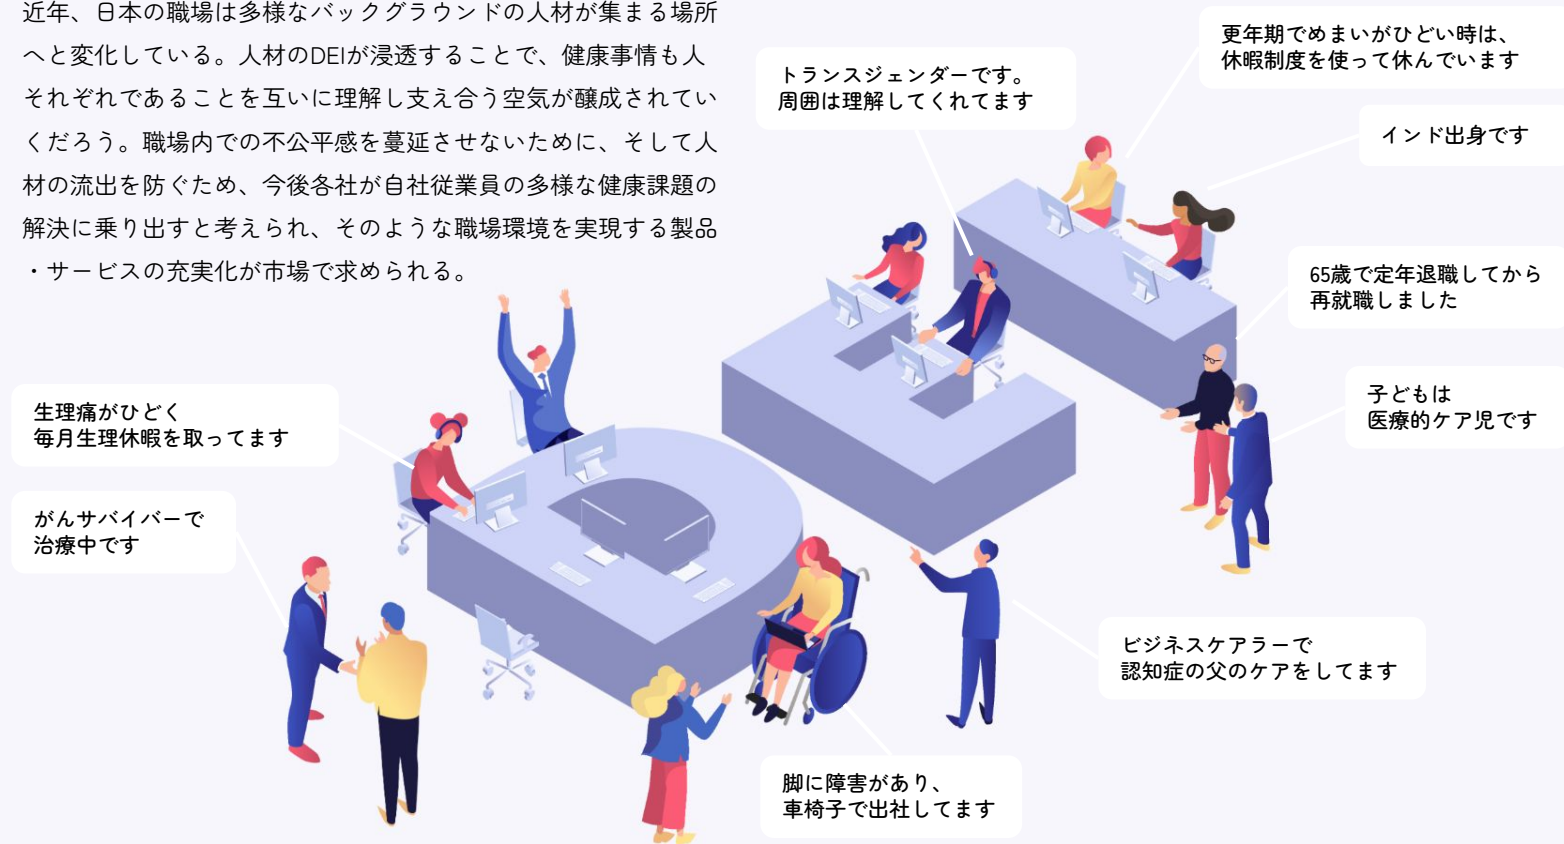 近年、日本の職場は多様なバックグラウンドの人材が集まる場所
へと変化している。人材のDEIが浸透することで、健康事情も人
それぞれであることを互いに理解し支え合う空気が醸成されてい
くだろう。職場内での不公平感を蔓延させないために、そして人
材の流出を防ぐため、今後各社が自社従業員の多様な健康課題の
解決に乗り出すと考えられ、そのような職場環境を実現する製品
・サービスの充実化が市場で求められる。
更年期でめまいがひどい時は、
休暇制度を使って休んでいます
トランスジェンダーです。
周囲は理解してくれてます
インド出身です
65歳で定年退職してから
再就職しました
子どもは
医療的ケア児です
生理痛がひどく
毎月生理休暇を取ってます
がんサバイバーで
治療中です
ビジネスケアラーで
認知症の父のケアをしてます
脚に障害があり、
車椅子で出社してます